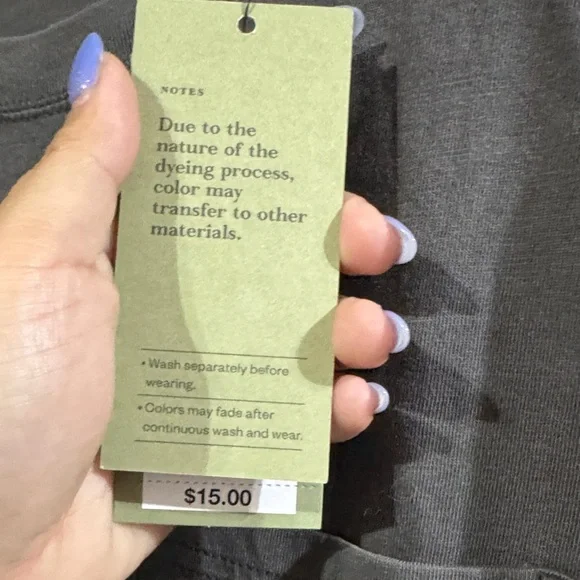 NOTES
Due to the
nature of the
dyeing process,
color may
transfer to other
materials.
• Wash separately before
wearing.
• Colors may fade after
continuous wash and wear.
$15.00